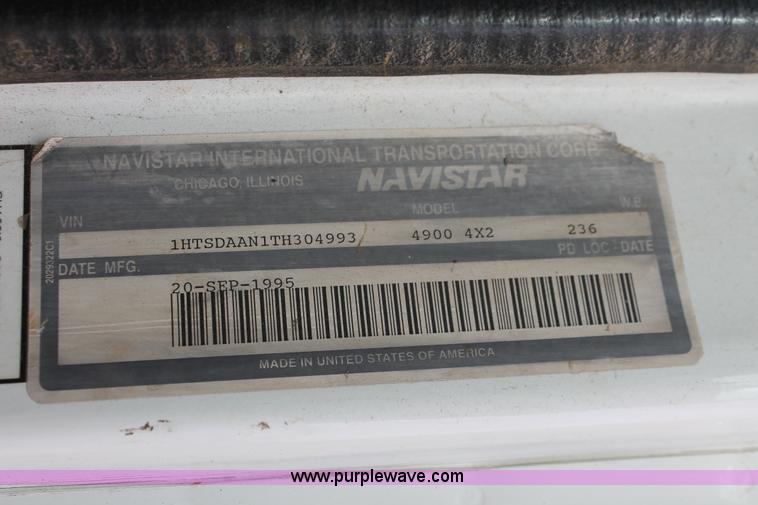 NAVISTAR INTERNATIONAL TRANSPORTATION CORP.
CHICAGO, ILLINOIS NAVISTAR
VIN MODEL W.B.
1HTSDAAN1TH304993 4900 4X2 236
DATE MFG. PD LOC: DATE
20-SEP-1995
MADE IN UNITED STATES OF AMERICA
2029322C1
www.purplewave.com